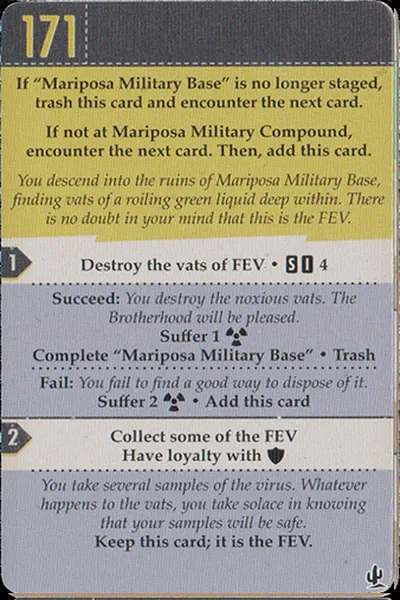 171
If “Mariposa Military Base” is no longer staged,
trash this card and encounter the next card.
If not at Mariposa Military Compound,
encounter the next card. Then, add this card.
You descend into the ruins of Mariposa Military Base,
finding vats of a roiling green liquid deep within. There
is no doubt in your mind that this is the FEV.
1
Destroy the vats of FEV • S I 4
Succeed: You destroy the noxious vats. The
Brotherhood will be pleased.
Suffer 1
Complete “Mariposa Military Base” • Trash
Fail: You fail to find a good way to dispose of it.
Suffer 2 • Add this card
2
Collect some of the FEV
Have loyalty with
You take several samples of the virus. Whatever
happens to the vats, you take solace in knowing
that your samples will be safe.
Keep this card; it is the FEV.